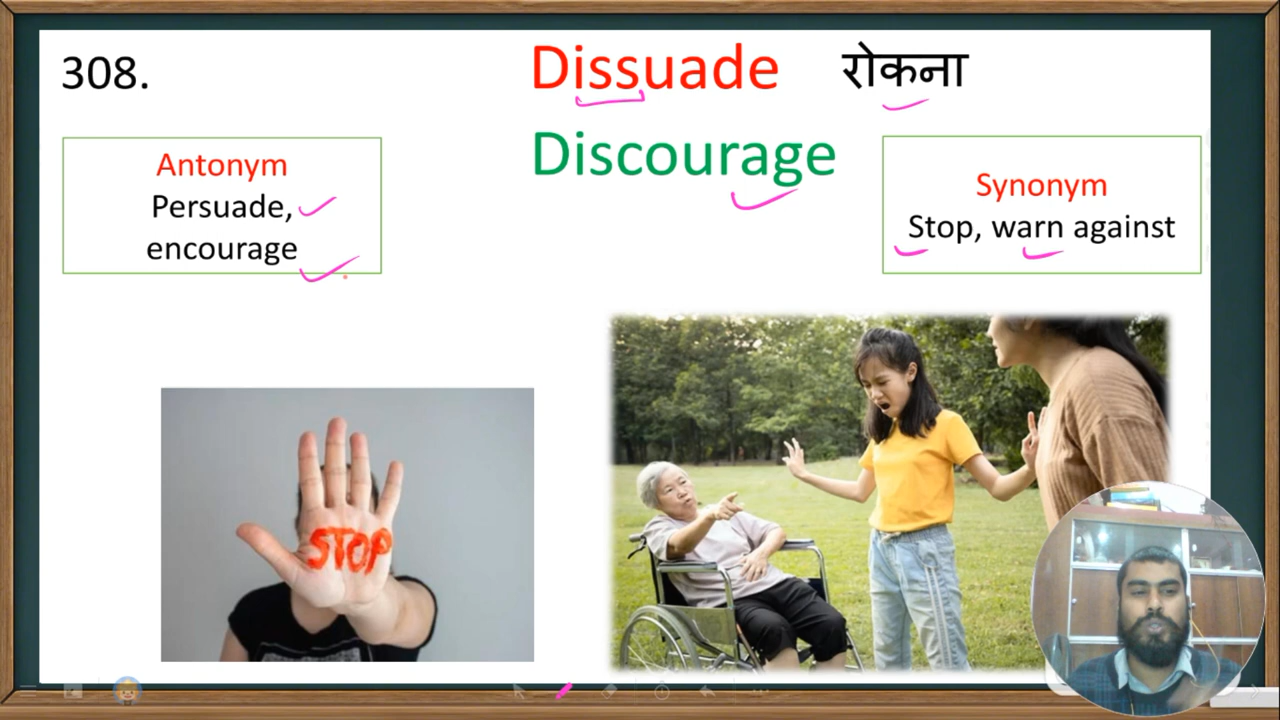 308.
Dissuade रोकना
Discourage
Antonym
Persuade,
encourage
Synonym
Stop, warn against
STOP